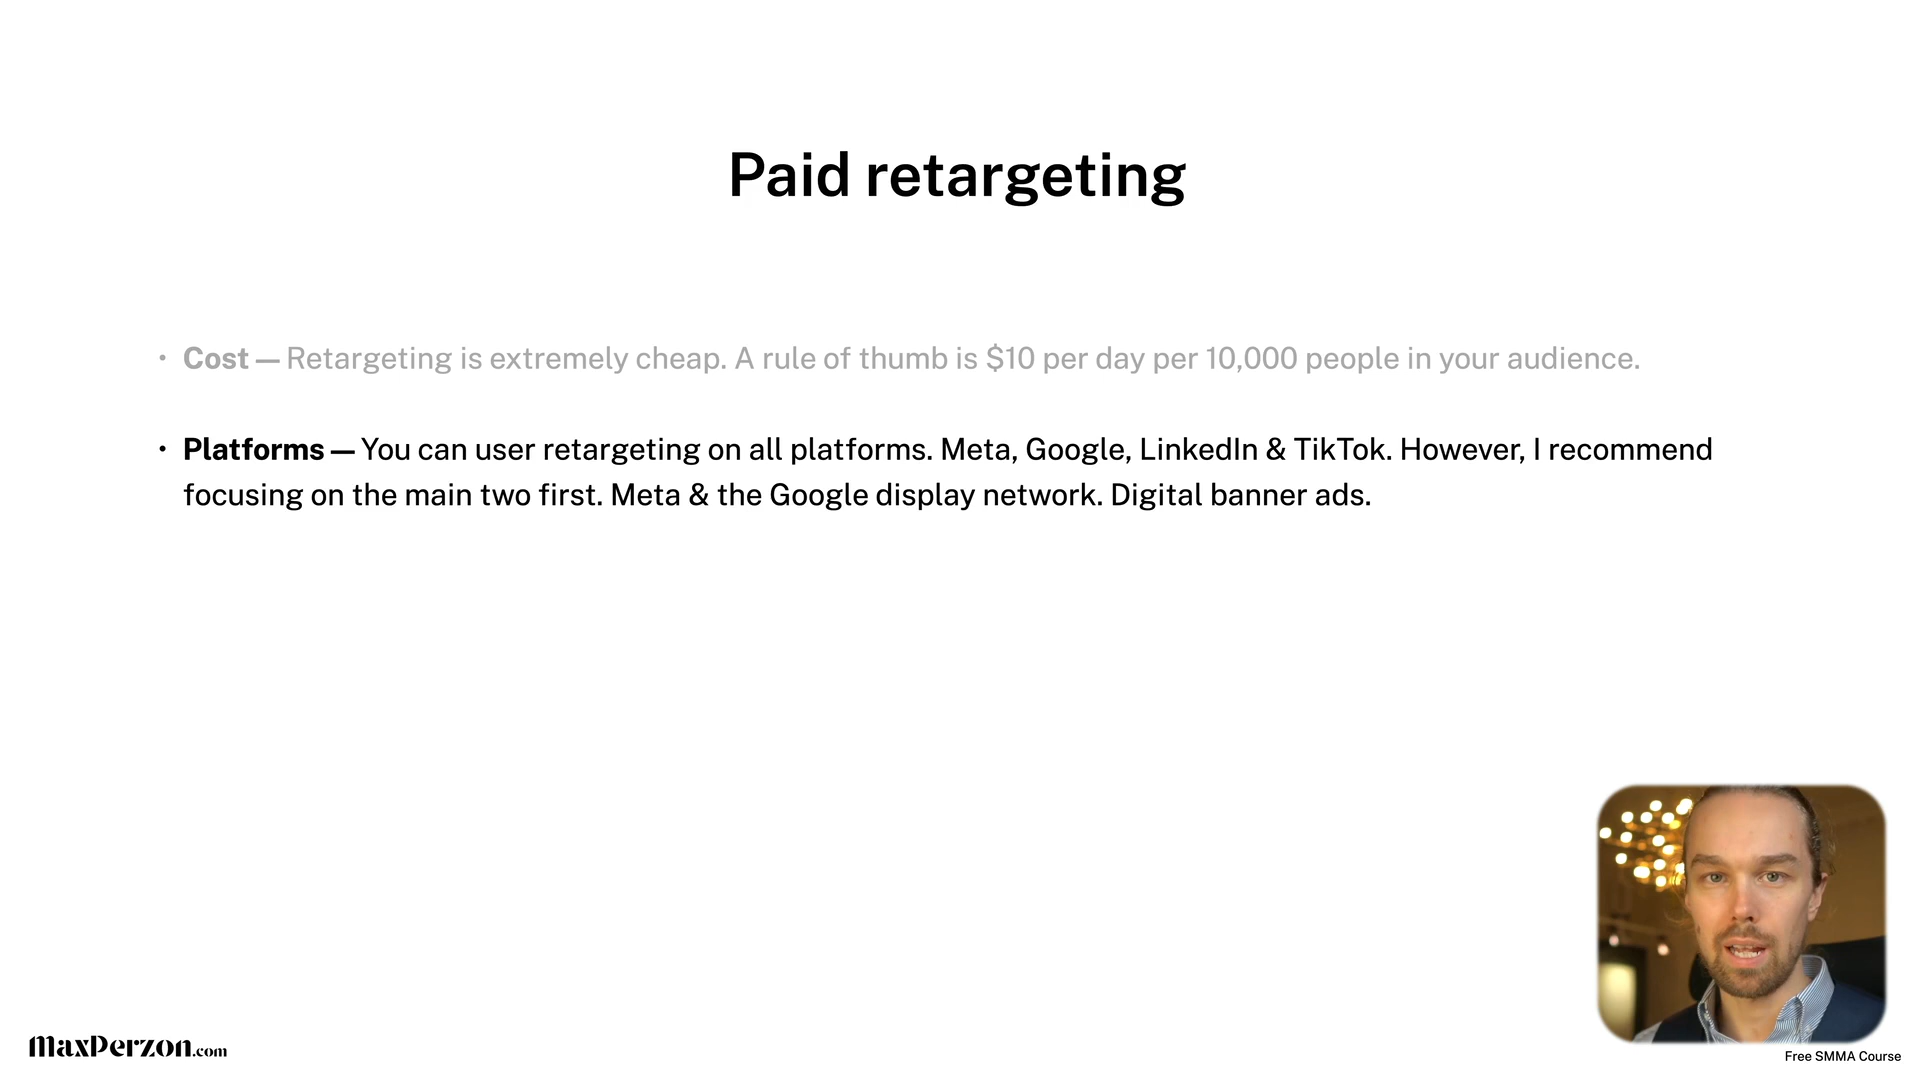 Paid retargeting
• Cost — Retargeting is extremely cheap. A rule of thumb is $10 per day per 10,000 people in your audience.
• Platforms — You can user retargeting on all platforms. Meta, Google, LinkedIn & TikTok. However, I recommend
focusing on the main two first. Meta & the Google display network. Digital banner ads.
MaxPerzon.com
Free SMMA Course